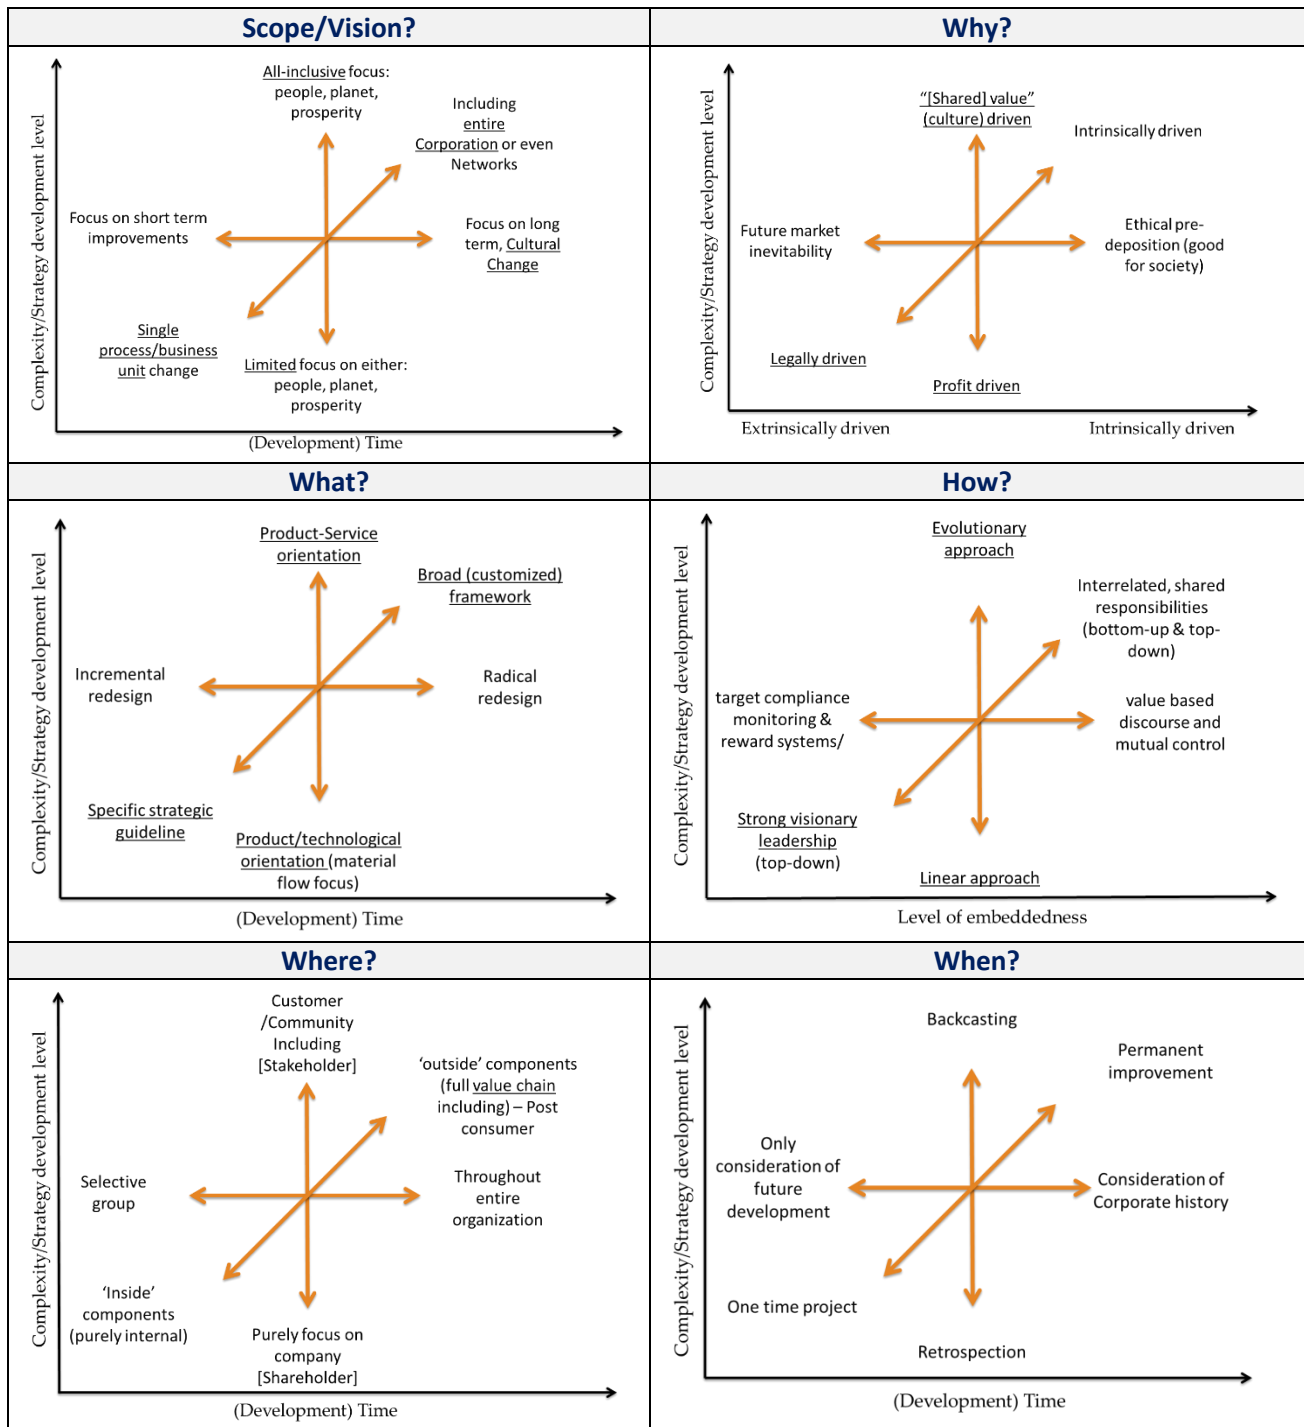 Scope/Vision?
Complexity/Strategy development level
All-inclusive focus:
people, planet,
prosperity
Including
entire
Corporation or even
Networks
Focus on short term
improvements
Focus on long
term, Cultural
Change
Single
process/business
unit change
Limited focus on either:
people, planet,
prosperity
(Development) Time
Why?
Complexity/Strategy development level
“[Shared] value”
(culture) driven
Intrinsically driven
Future market
inevitability
Ethical pre-
deposition (good
for society)
Legally driven
Profit driven
Extrinsically driven
Intrinsically driven
What?
Complexity/Strategy development level
Product-Service
orientation
Broad (customized)
framework
Incremental
redesign
Radical
redesign
Specific strategic
guideline
Product/technological
orientation (material
flow focus)
(Development) Time
How?
Complexity/Strategy development level
Evolutionary
approach
Interrelated, shared
responsibilities
(bottom-up & top-
down)
target compliance
monitoring &
reward systems/
value based
discourse and
mutual control
Strong visionary
leadership
(top-down)
Linear approach
Level of embeddedness
Where?
Complexity/Strategy development level
Customer
/Community
Including
[Stakeholder]
‘outside’ components
(full value chain
including) – Post
consumer
Selective
group
Throughout
entire
organization
‘Inside’
components
(purely internal)
Purely focus on
company
[Shareholder]
(Development) Time
When?
Complexity/Strategy development level
Backcasting
Permanent
improvement
Only
consideration of
future
development
Consideration of
Corporate history
One time project
Retrospection
(Development) Time